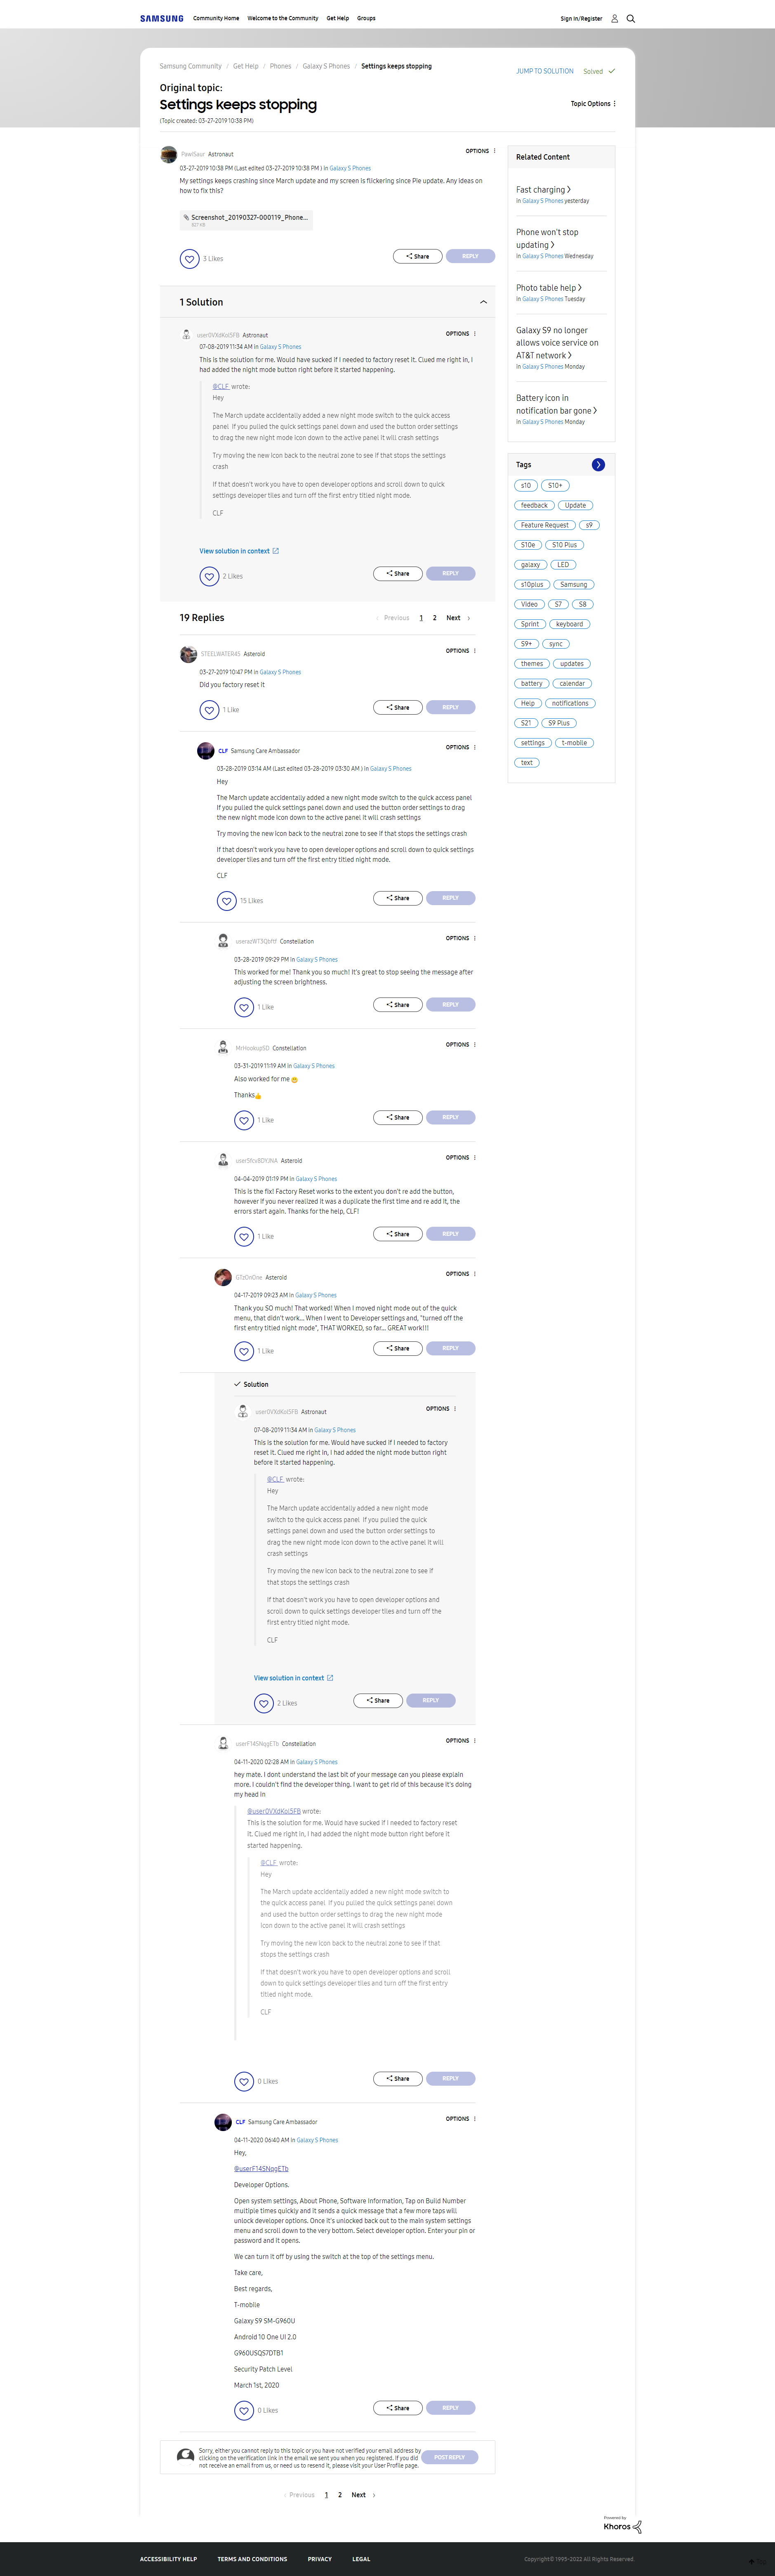 SAMSUNG Community Home Welcome to the Community Get Help Groups Sign In/Register
Samsung Community / Get Help / Phones / Galaxy S Phones / Settings keeps stopping
JUMP TO SOLUTION Solved
Original topic:
Settings keeps stopping
Topic Options
(Topic created: 03-27-2019 10:38 PM)
PawlSaur Astronaut
OPTIONS
03-27-2019 10:38 PM (Last edited 03-27-2019 10:38 PM ) in Galaxy S Phones
My settings keeps crashing since March update and my screen is flickering since Pie update. Any ideas on
how to fix this?
Screenshot_20190327-000119_Phone...
827 KB
3 Likes
Share
REPLY
1 Solution
user0VXdKol5FB Astronaut
OPTIONS
07-08-2019 11:34 AM in Galaxy S Phones
This is the solution for me. Would have sucked if I needed to factory reset it. Clued me right in, I
had added the night mode button right before it started happening.
@CLF wrote:
Hey
The March update accidentally added a new night mode switch to the quick access
panel If you pulled the quick settings panel down and used the button order settings
to drag the new night mode icon down to the active panel it will crash settings
Try moving the new icon back to the neutral zone to see if that stops the settings
crash
If that doesn't work you have to open developer options and scroll down to quick
settings developer tiles and turn off the first entry titled night mode.
CLF
View solution in context
2 Likes
Share
REPLY
19 Replies
Previous 1 2 Next
STEELWATER45 Asteroid
OPTIONS
03-27-2019 10:47 PM in Galaxy S Phones
Did you factory reset it
1 Like
Share
REPLY
CLF Samsung Care Ambassador
OPTIONS
03-28-2019 03:14 AM (Last edited 03-28-2019 03:30 AM ) in Galaxy S Phones
Hey
The March update accidentally added a new night mode switch to the quick access panel
If you pulled the quick settings panel down and used the button order settings to drag
the new night mode icon down to the active panel it will crash settings
Try moving the new icon back to the neutral zone to see if that stops the settings crash
If that doesn't work you have to open developer options and scroll down to quick settings
developer tiles and turn off the first entry titled night mode.
CLF
15 Likes
Share
REPLY
Constellation
OPTIONS
03-28-2019 09:29 PM in Galaxy S Phones
This worked for me! Thank you so much! It's great to stop seeing the message after
adjusting the screen brightness.
1 Like
Share
REPLY
MrHookupSD Constellation
OPTIONS
03-31-2019 11:19 AM in Galaxy S Phones
Also worked for me 😁
Thanks👍
1 Like
Share
REPLY
Asteroid
OPTIONS
04-04-2019 01:19 PM in Galaxy S Phones
This is the fix! Factory Reset works to the extent you don't re add the button,
however if you never realized it was a duplicate the first time and re add it, the
errors start again. Thanks for the help, CLF!
1 Like
Share
REPLY
GTzOnOne Asteroid
OPTIONS
04-17-2019 09:23 AM in Galaxy S Phones
Thank you SO much! That worked! When I moved night mode out of the quick
menu, that didn't work... When I went to Developer settings and, "turned off the
first entry titled night mode", THAT WORKED, so far... GREAT work!!!
1 Like
Share
REPLY
Solution
user0VXdKol5FB Astronaut
OPTIONS
07-08-2019 11:34 AM in Galaxy S Phones
This is the solution for me. Would have sucked if I needed to factory
reset it. Clued me right in, I had added the night mode button right
before it started happening.
@CLF wrote:
Hey
The March update accidentally added a new night mode
switch to the quick access panel If you pulled the quick
settings panel down and used the button order settings to
drag the new night mode icon down to the active panel it will
crash settings
Try moving the new icon back to the neutral zone to see if
that stops the settings crash
If that doesn't work you have to open developer options and
scroll down to quick settings developer tiles and turn off the
first entry titled night mode.
CLF
View solution in context
2 Likes
Share
REPLY
userF14SNqgETb Constellation
OPTIONS
04-11-2020 02:28 AM in Galaxy S Phones
hey mate. I dont understand the last bit of your message can you please explain
more. I couldn't find the developer thing. I want to get rid of this because it's doing
my head in
@user0VXdKol5FB wrote:
This is the solution for me. Would have sucked if I needed to factory reset
it. Clued me right in, I had added the night mode button right before it
started happening.
@CLF wrote:
Hey
The March update accidentally added a new night mode switch to
the quick access panel If you pulled the quick settings panel down
and used the button order settings to drag the new night mode
icon down to the active panel it will crash settings
Try moving the new icon back to the neutral zone to see if that
stops the settings crash
If that doesn't work you have to open developer options and scroll
down to quick settings developer tiles and turn off the first entry
titled night mode.
CLF
0 Likes
Share
REPLY
CLF Samsung Care Ambassador
OPTIONS
04-11-2020 06:40 AM in Galaxy S Phones
Hey,
@userF14SNqgETb
Developer Options.
Open system settings, About Phone, Software Information, Tap on Build Number
multiple times quickly and it sends a quick message that a few more taps will
unlock developer options. Once it's unlocked back out to the main system settings
menu and scroll down to the very bottom. Select developer option. Enter your pin or
password and it opens.
We can turn it off by using the switch at the top of the settings menu.
Take care,
Best regards,
T-mobile
Galaxy S9 SM-G960U
Android 10 One UI 2.0
G960USQS7DTB1
Security Patch Level
March 1st, 2020
0 Likes
Share
REPLY
Sorry, either you cannot reply to this topic or you have not verified your email address by
clicking on the verification link in the email we sent you when you registered. If you did
not receive an email from us, or need us to resend it, please visit your User Profile page.
POST REPLY
Previous 1 2 Next
Related Content
Fast charging
in Galaxy S Phones yesterday
Phone won't stop
updating
in Galaxy S Phones Wednesday
Photo table help
in Galaxy S Phones Tuesday
Galaxy S9 no longer
allows voice service on
AT&T network
in Galaxy S Phones Monday
Battery icon in
notification bar gone
in Galaxy S Phones Monday
Tags
s10 S10+
feedback Update
Feature Request s9
S10e S10 Plus
galaxy LED
s10plus Samsung
Video S7 S8
Sprint keyboard
S9+ sync
themes updates
battery calendar
Help notifications
S21 S9 Plus
settings t-mobile
text
Powered by
Khoros
ACCESSIBILITY HELP TERMS AND CONDITIONS PRIVACY LEGAL
Copyright© 1995-2022 All Rights Reserved.
Top